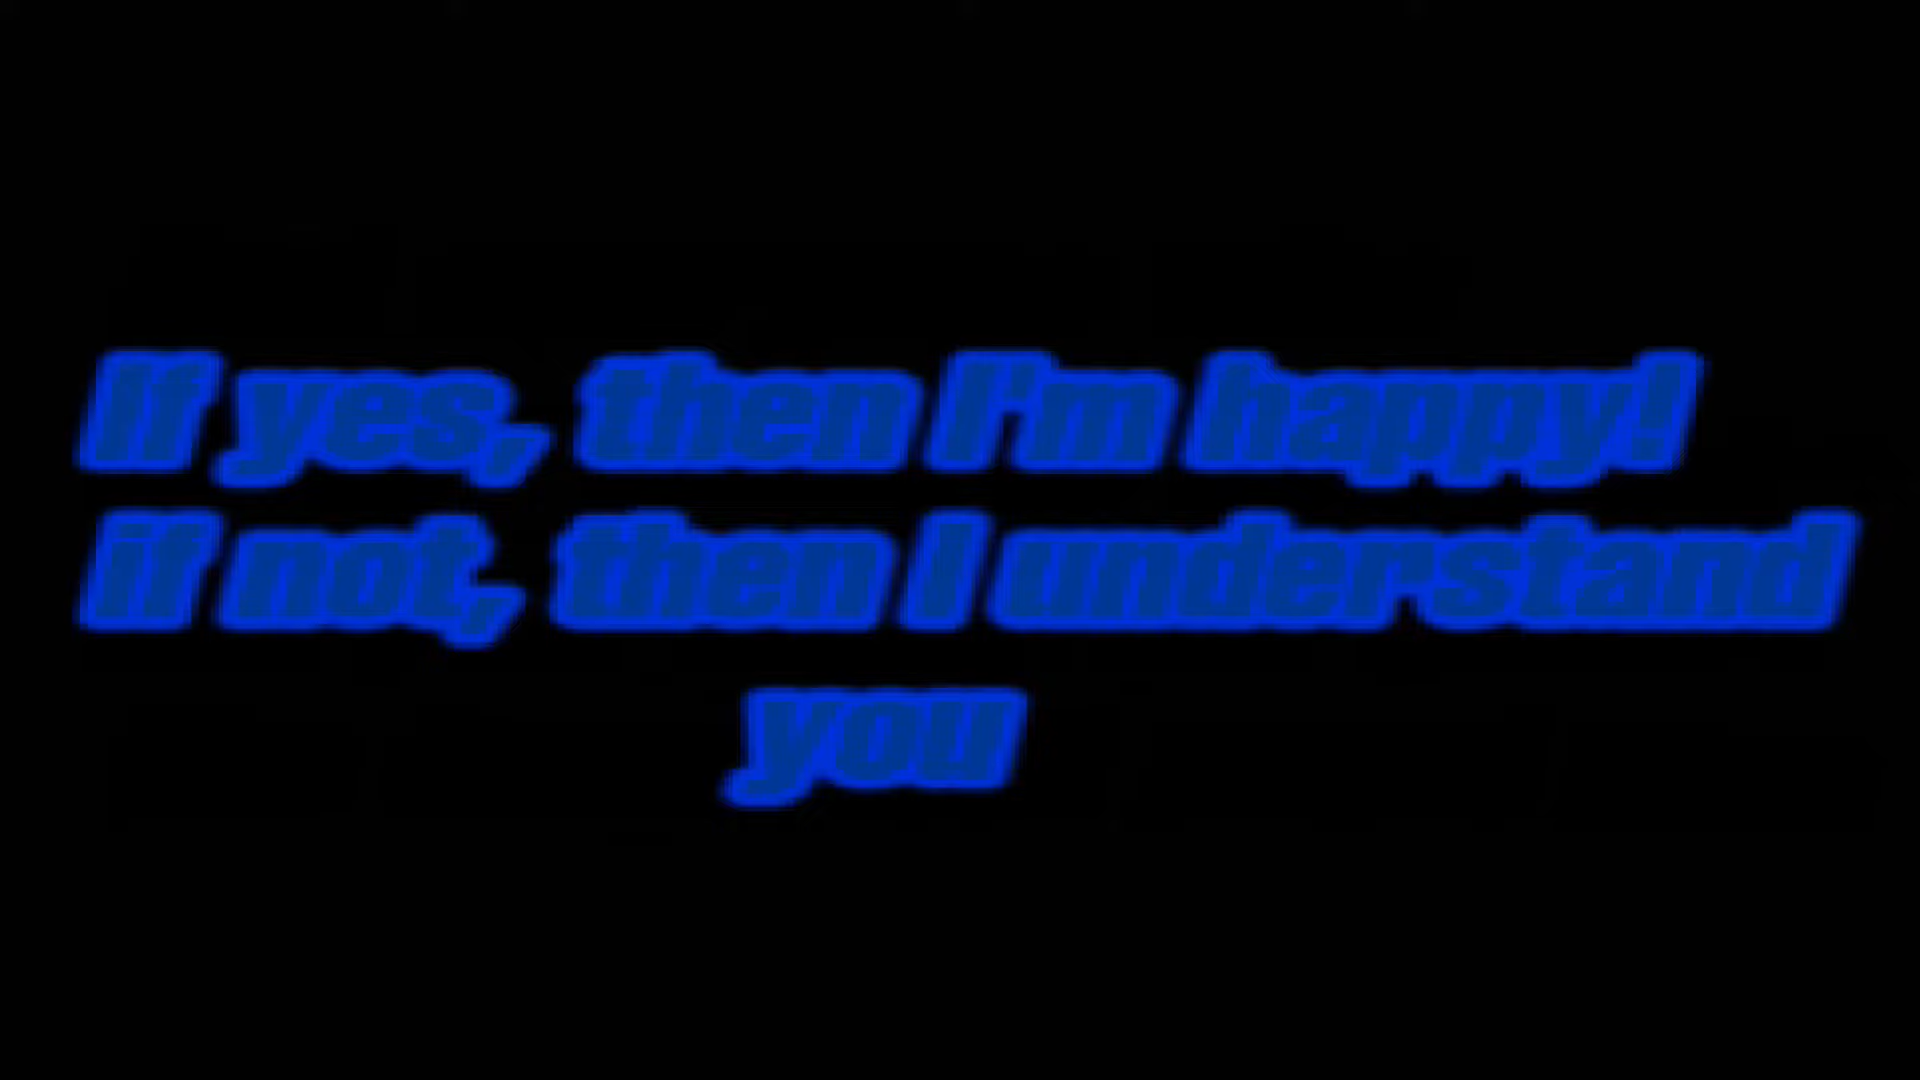 If yes, then I'm happy!
if not, then I understand
you